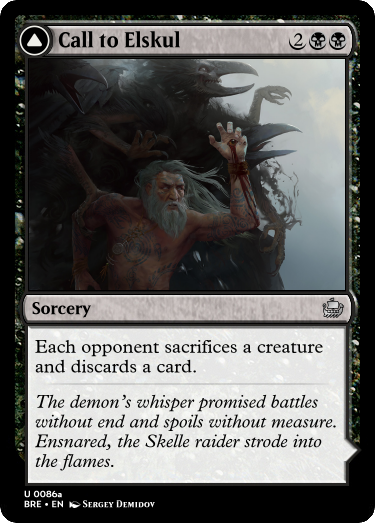 Call to Elskul 2
Sorcery
Each opponent sacrifices a creature
and discards a card.
The demon's whisper promised battles
without end and spoils without measure.
Ensnared, the Skelle raider strode into
the flames.
U 0086a
BRE • EN Sergey Demidov